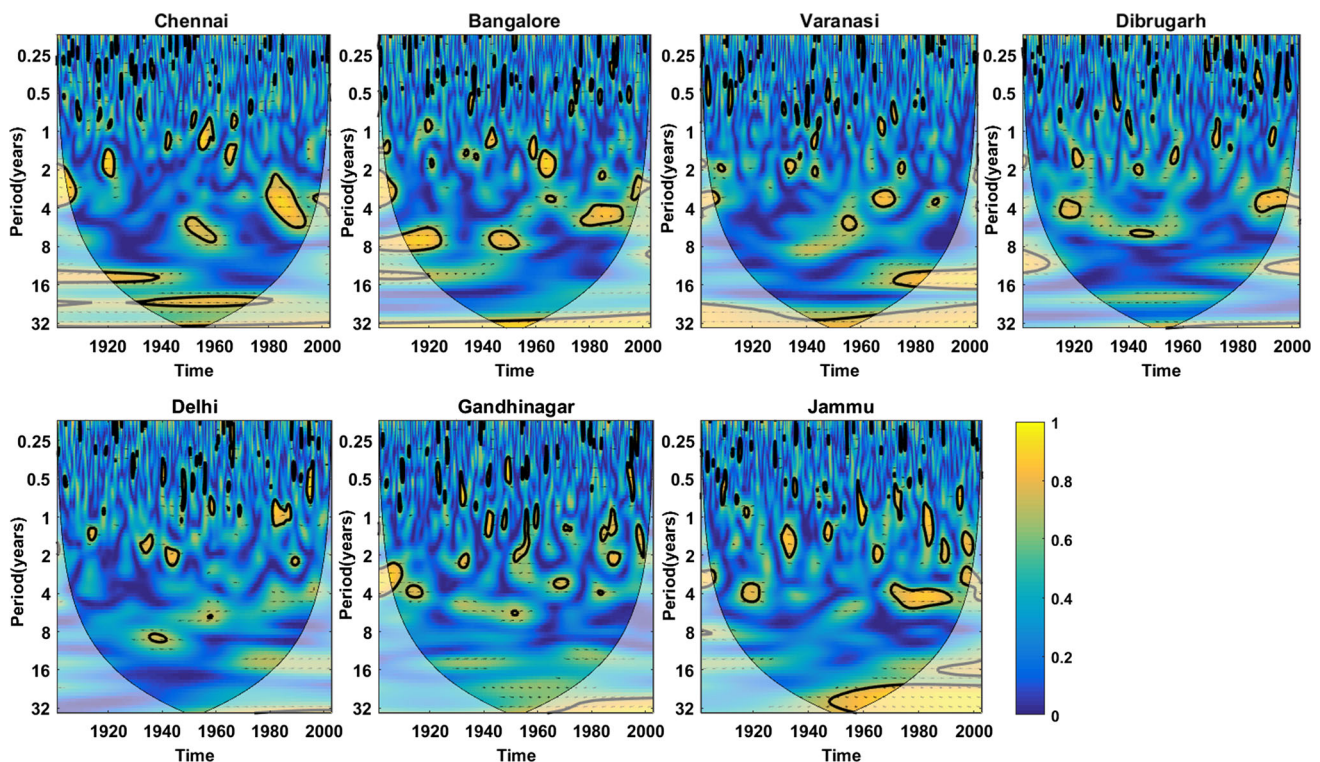 Chennai
Bangalore
Varanasi
Dibrugarh
Period(years)
0.25
0.5
1
2
4
8
16
32
1920 1940 1960 1980 2000
Time
Period(years)
0.25
0.5
1
2
4
8
16
32
1920 1940 1960 1980 2000
Time
Period(years)
0.25
0.5
1
2
4
8
16
32
1920 1940 1960 1980 2000
Time
Period(years)
0.25
0.5
1
2
4
8
16
32
1920 1940 1960 1980 2000
Time
Delhi
Gandhinagar
Jammu
Period(years)
0.25
0.5
1
2
4
8
16
32
1920 1940 1960 1980 2000
Time
Period(years)
0.25
0.5
1
2
4
8
16
32
1920 1940 1960 1980 2000
Time
Period(years)
0.25
0.5
1
2
4
8
16
32
1920 1940 1960 1980 2000
Time
1
0.8
0.6
0.4
0.2
0